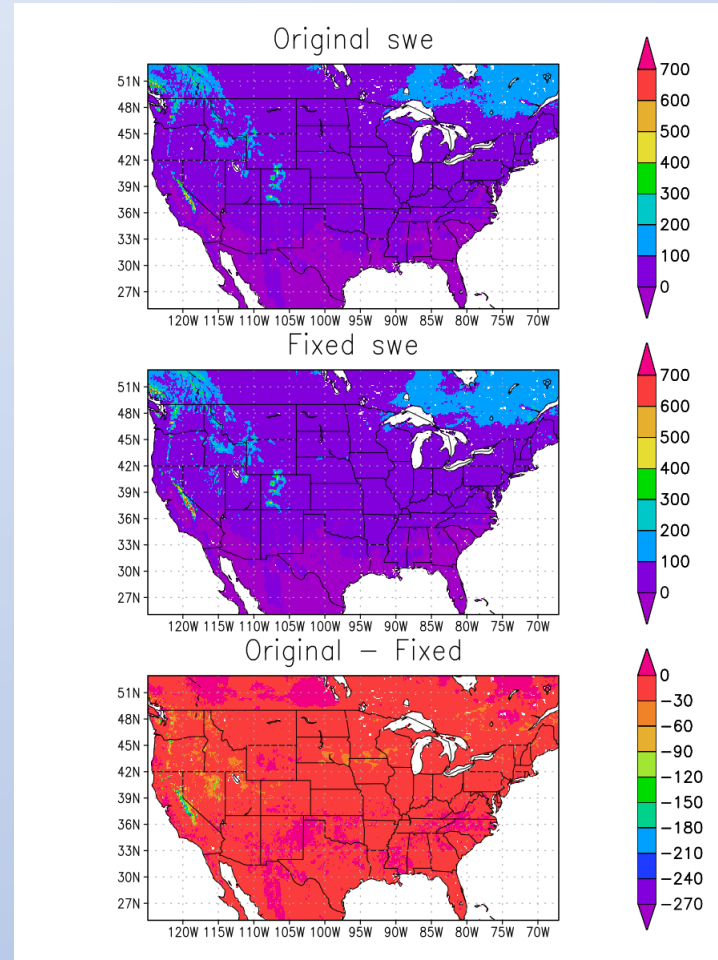 Original swe
51N
48N
45N
42N
39N
36N
33N
30N
27N
120W 115W 110W 105W 100W 95W 90W 85W 80W 75W 70W
700
600
500
400
300
200
100
0
Fixed swe
51N
48N
45N
42N
39N
36N
33N
30N
27N
120W 115W 110W 105W 100W 95W 90W 85W 80W 75W 70W
700
600
500
400
300
200
100
0
Original – Fixed
51N
48N
45N
42N
39N
36N
33N
30N
27N
120W 115W 110W 105W 100W 95W 90W 85W 80W 75W 70W
0
−30
−60
−90
−120
−150
−180
−210
−240
−270